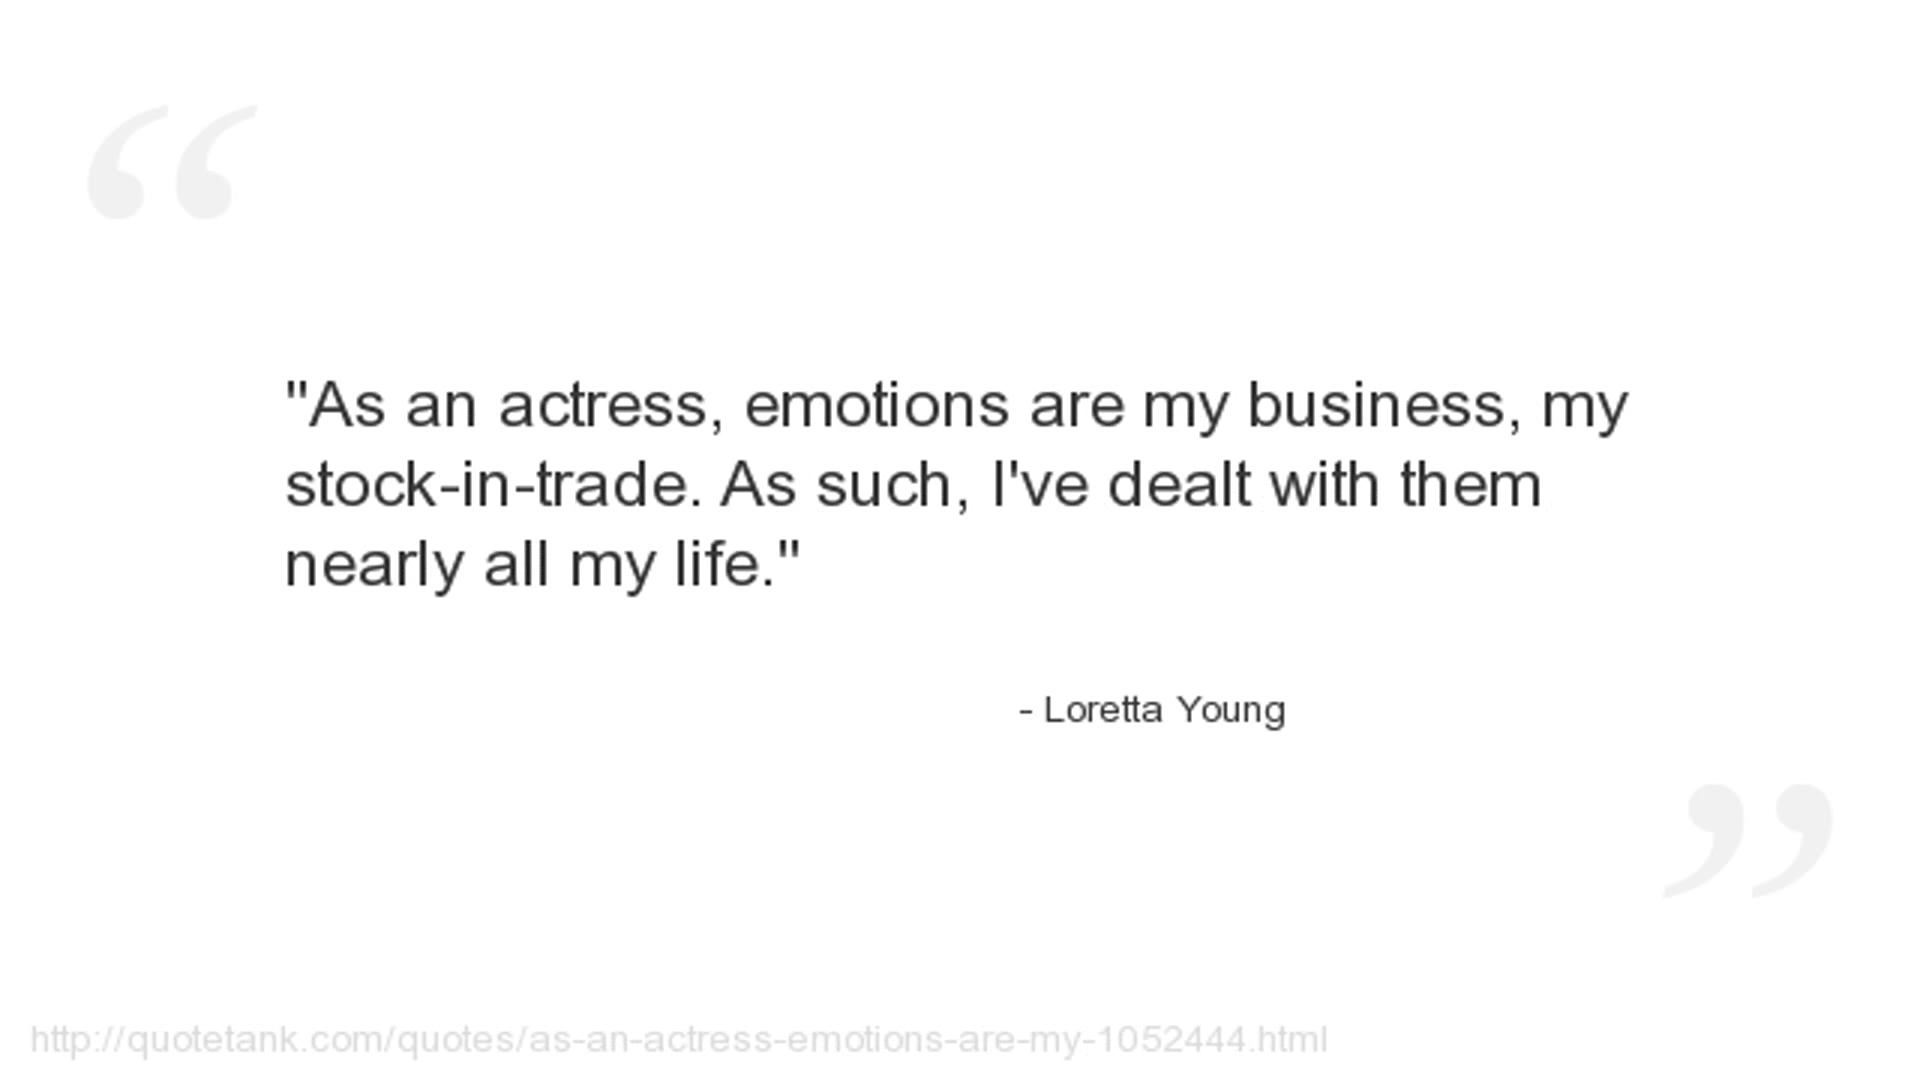 "As an actress, emotions are my business, my
stock-in-trade. As such, I've dealt with them
nearly all my life."
- Loretta Young
http://quotetank.com/quotes/as-an-actress-emotions-are-my-1052444.html